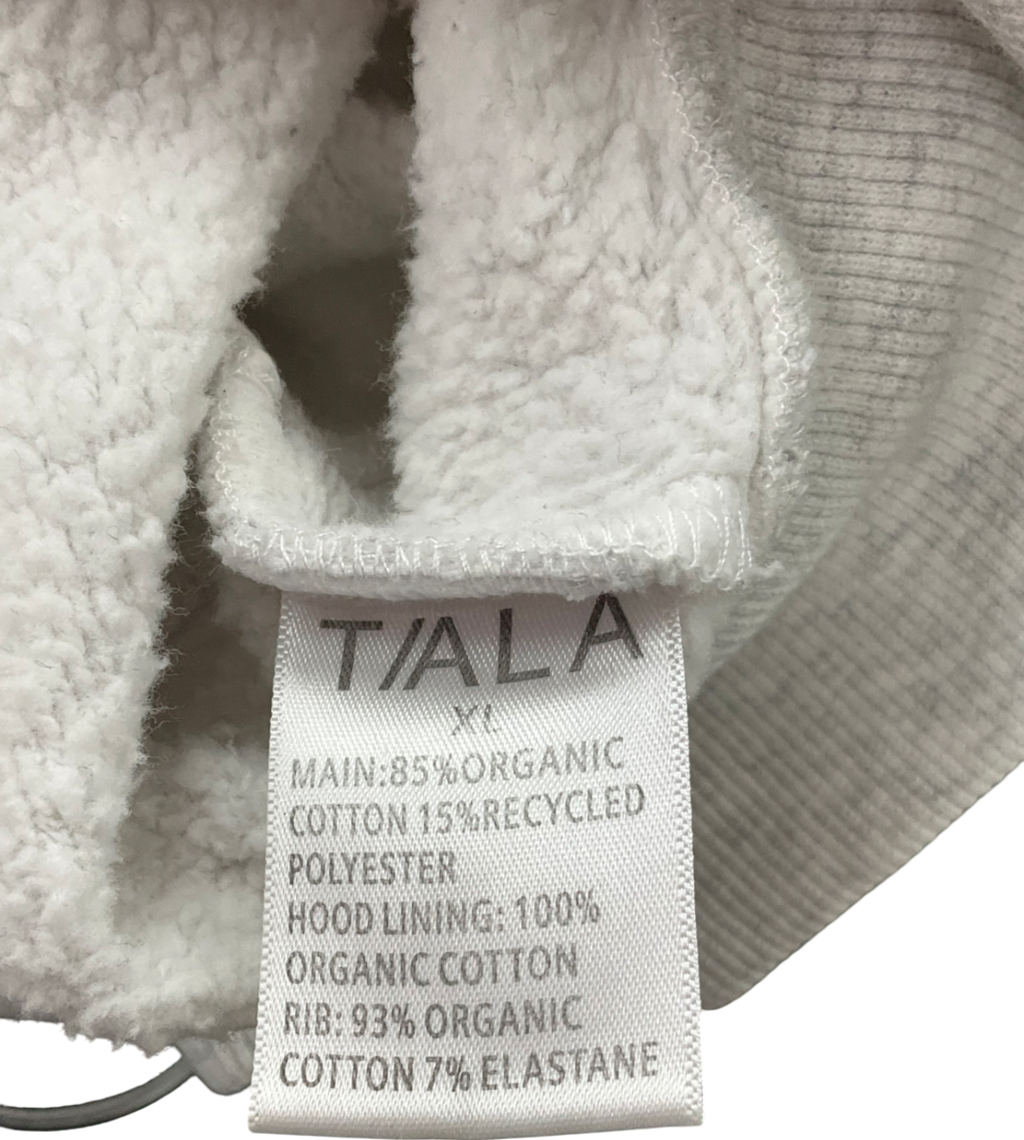 TALA
XL
MAIN:85%ORGANIC
COTTON 15%RECYCLED
POLYESTER
HOOD LINING: 100%
ORGANIC COTTON
RIB: 93% ORGANIC
COTTON 7% ELASTANE